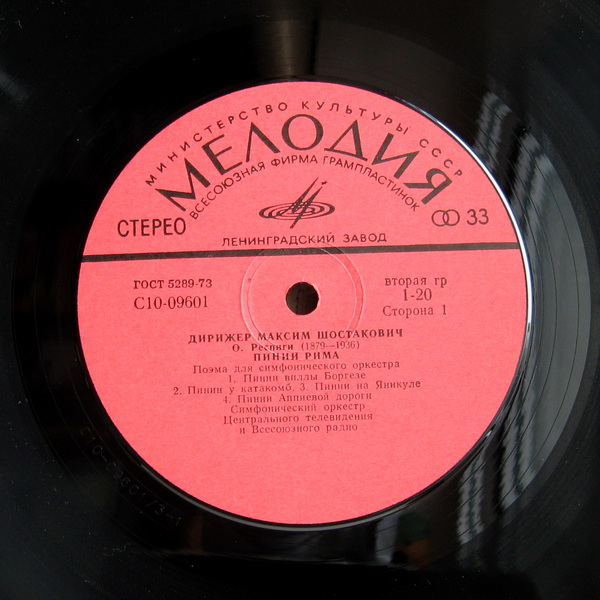 МИНИСТЕРСТВО КУЛЬТУРЫ СССР
МЕЛОДИЯ
ВСЕСОЮЗНАЯ ФИРМА ГРАМПЛАСТИНОК
СТЕРЕО
33
ЛЕНИНГРАДСКИЙ ЗАВОД
ГОСТ 5289-73
С10-09601
вторая гр
1-20
Сторона 1
ДИРИЖЕР МАКСИМ ШОСТАКОВИЧ
О. Респиги (1879—1936)
ПИНИИ РИМА
Поэма для симфонического оркестра
1. Пинии виллы Боргезе
2. Пинии у катакомб. 3. Пинии на Яникуле
4. Пинии Аппиевой дороги
Симфонический оркестр
Центрального телевидения
и Всесоюзного радио